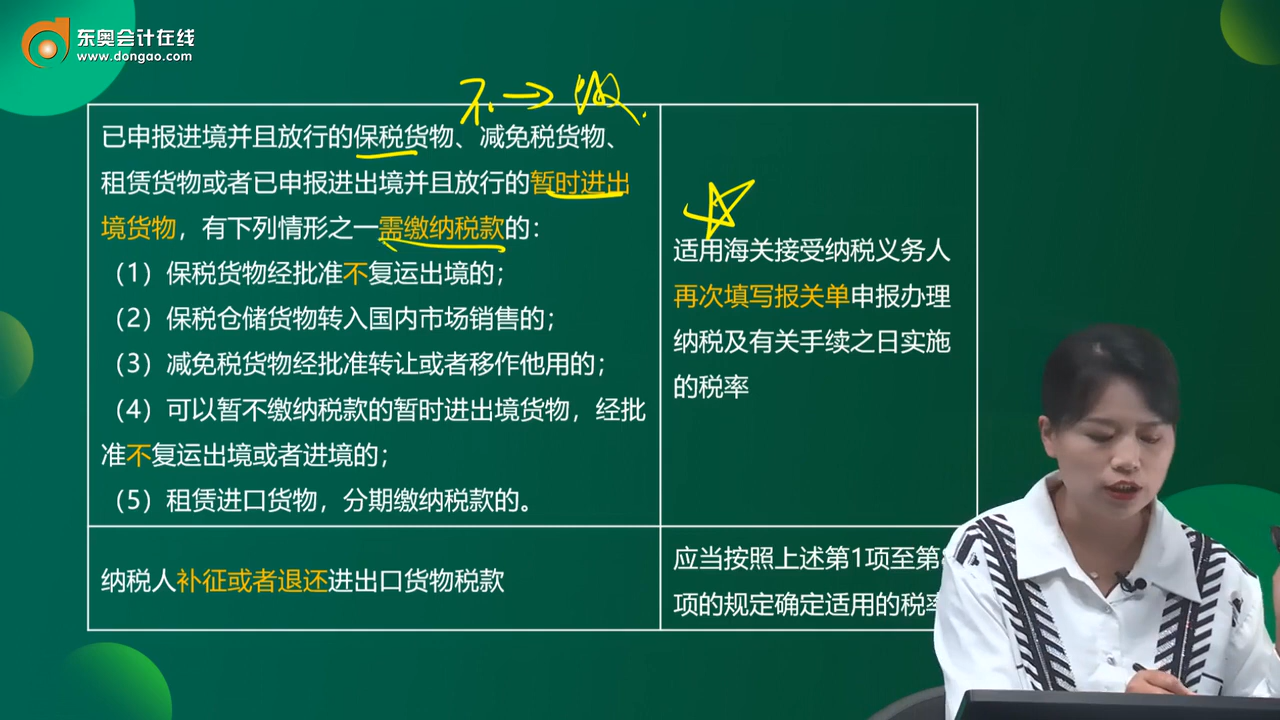 东奥会计在线
www.dongao.com
不→缴
已申报进境并且放行的保税货物、减免税货物、
租赁货物或者已申报进出境并且放行的暂时进出
境货物，有下列情形之一需缴纳税款的：
（1）保税货物经批准不复运出境的；
（2）保税仓储货物转入国内市场销售的；
（3）减免税货物经批准转让或者移作他用的；
（4）可以暂不缴纳税款的暂时进出境货物，经批
准不复运出境或者进境的；
（5）租赁进口货物，分期缴纳税款的。
适用海关接受纳税义务人
再次填写报关单申报办理
纳税及有关手续之日实施
的税率
纳税人补征或者退还进出口货物税款
应当按照上述第1项至第
项的规定确定适用的税率